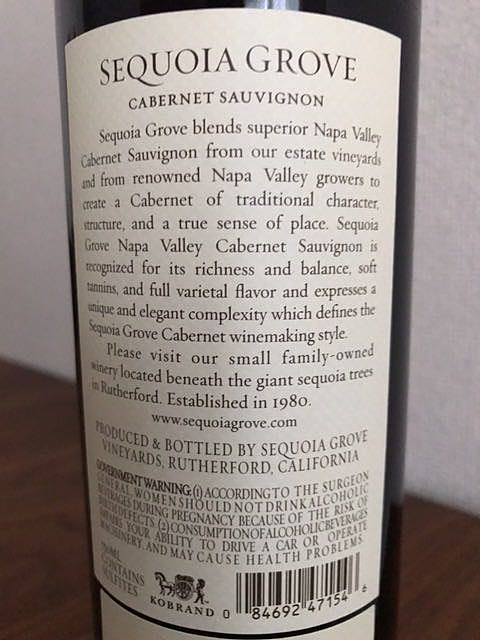 SEQUOIA GROVE
CABERNET SAUVIGNON
Sequoia Grove blends superior Napa Valley
Cabernet Sauvignon from our estate vineyards
and from renowned Napa Valley growers to
create a Cabernet of traditional character,
structure, and a true sense of place. Sequoia
Grove Napa Valley Cabernet Sauvignon is
recognized for its richness and balance, soft
tannins, and full varietal flavor and expresses a
unique and elegant complexity which defines the
Sequoia Grove Cabernet winemaking style.
Please visit our small family-owned
winery located beneath the giant sequoia trees
in Rutherford. Established in 1980.
www.sequoiagrove.com
PRODUCED & BOTTLED BY SEQUOIA GROVE
VINEYARDS, RUTHERFORD, CALIFORNIA
GOVERNMENT WARNING: (1) ACCORDING TO THE SURGEON
GENERAL, WOMEN SHOULD NOT DRINK ALCOHOLIC
BEVERAGES DURING PREGNANCY BECAUSE OF THE RISK OF
BIRTH DEFECTS. (2) CONSUMPTION OF ALCOHOLIC BEVERAGES
IMPAIRS YOUR ABILITY TO DRIVE A CAR OR OPERATE
MACHINERY, AND MAY CAUSE HEALTH PROBLEMS.
750ML
CONTAINS
SULFITES
KOBRAND
0 84692 47154 6